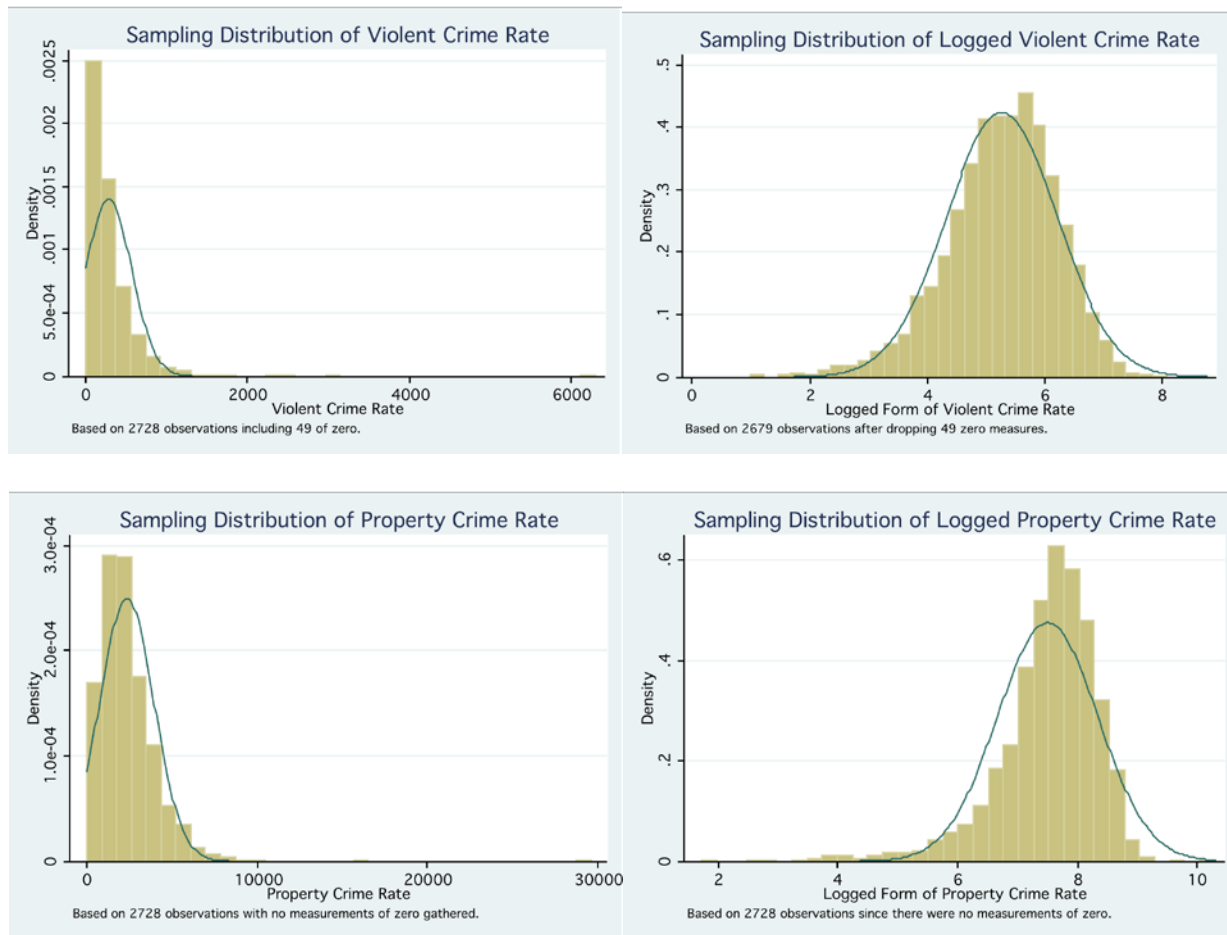 Sampling Distribution of Violent Crime Rate
Density
.0025
.002
.0015
.001
5.0e-04
0
0
2000
4000
6000
Violent Crime Rate
Based on 2728 observations including 49 of zero.
Sampling Distribution of Logged Violent Crime Rate
Density
.5
.4
.3
.2
.1
0
0
2
4
6
8
Logged Form of Violent Crime Rate
Based on 2679 observations after dropping 49 zero measures.
Sampling Distribution of Property Crime Rate
Density
3.0e-04
2.0e-04
1.0e-04
0
0
10000
20000
30000
Property Crime Rate
Based on 2728 observations with no measurements of zero gathered.
Sampling Distribution of Logged Property Crime Rate
Density
.6
.4
.2
0
2
4
6
8
10
Logged Form of Property Crime Rate
Based on 2728 observations since there were no measurements of zero.